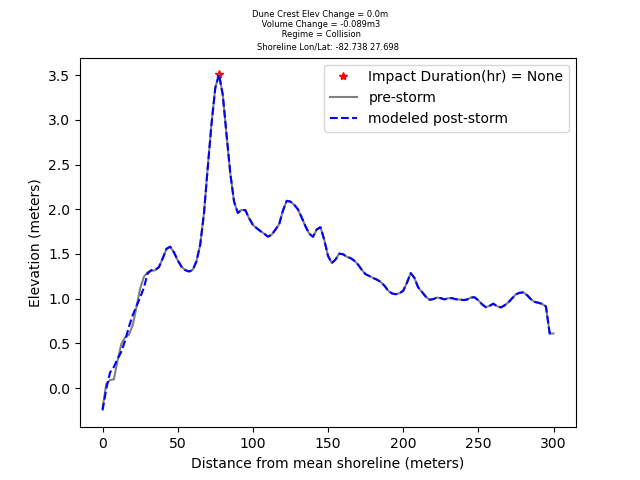 Dune Crest Elev Change = 0.0m
Volume Change = -0.089m3
Regime = Collision
Shoreline Lon/Lat: -82.738 27.698
Impact Duration(hr) = None
pre-storm
modeled post-storm
Elevation (meters)
3.5
3.0
2.5
2.0
1.5
1.0
0.5
0.0
0 50 100 150 200 250 300
Distance from mean shoreline (meters)